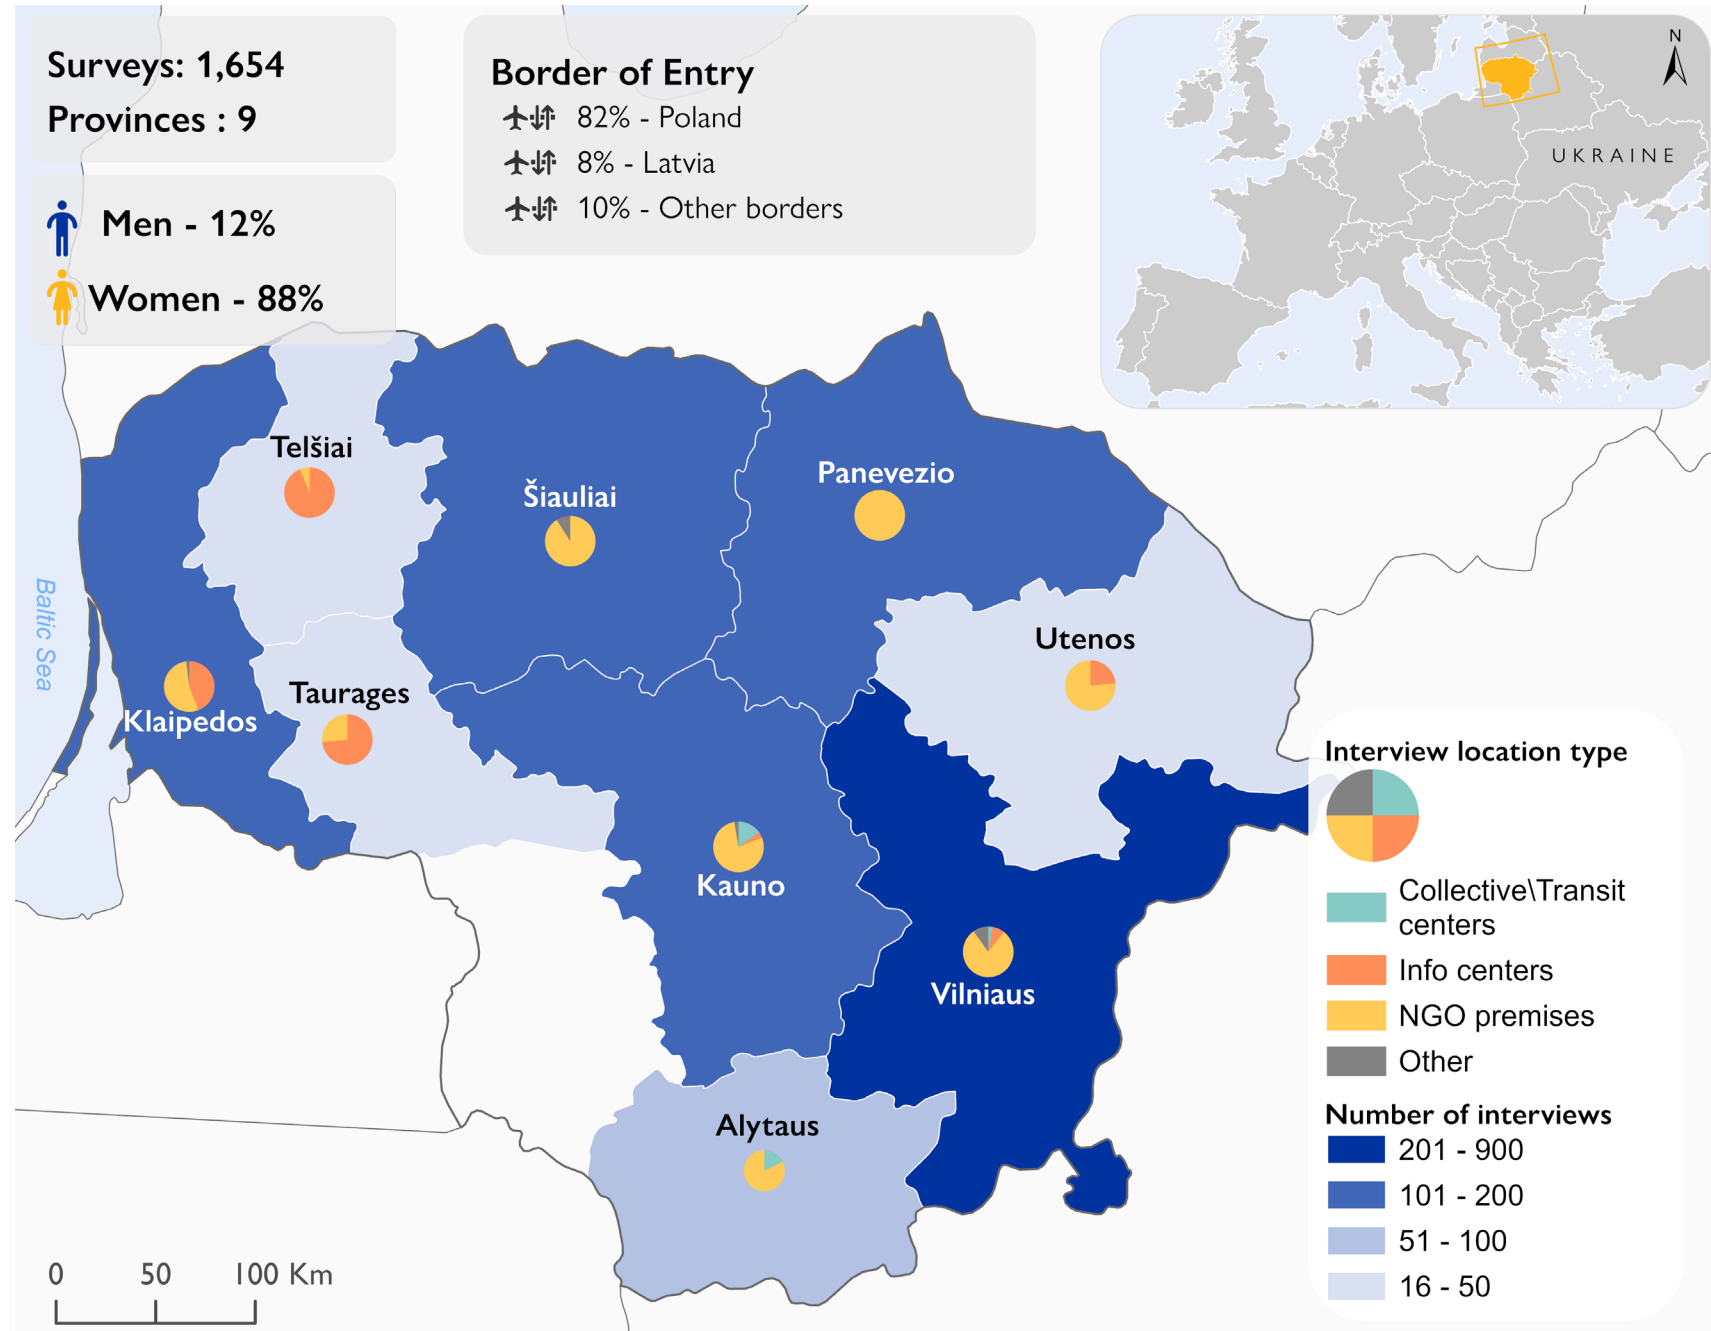 Surveys: 1,654
Provinces : 9
Men - 12%
Women - 88%
Border of Entry
82% - Poland
8% - Latvia
10% - Other borders
N
UKRAINE
Telšiai
Šiauliai
Panevezio
Utenos
Klaipedos
Taurages
Kauno
Vilniaus
Alytaus
Baltic Sea
Interview location type
Collective\Transit
centers
Info centers
NGO premises
Other
Number of interviews
201 - 900
101 - 200
51 - 100
16 - 50
0 50 100 Km